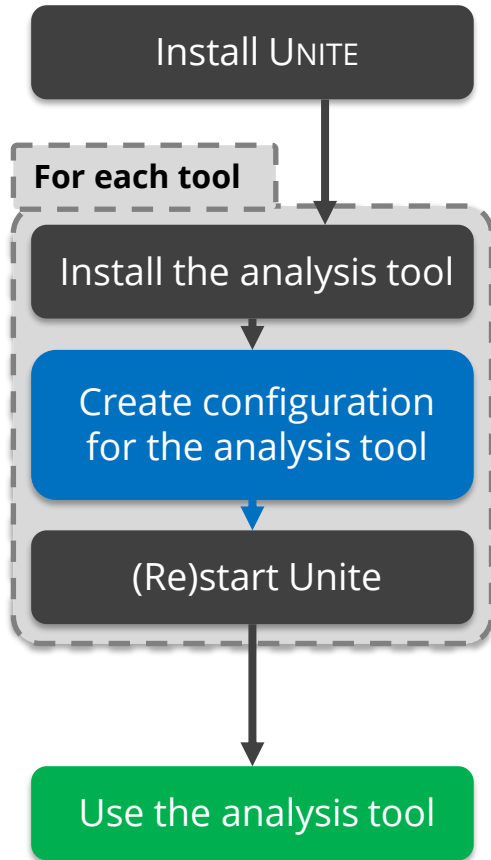 Install UNITE
For each tool
Install the analysis tool
Create configuration
for the analysis tool
(Re)start Unite
Use the analysis tool